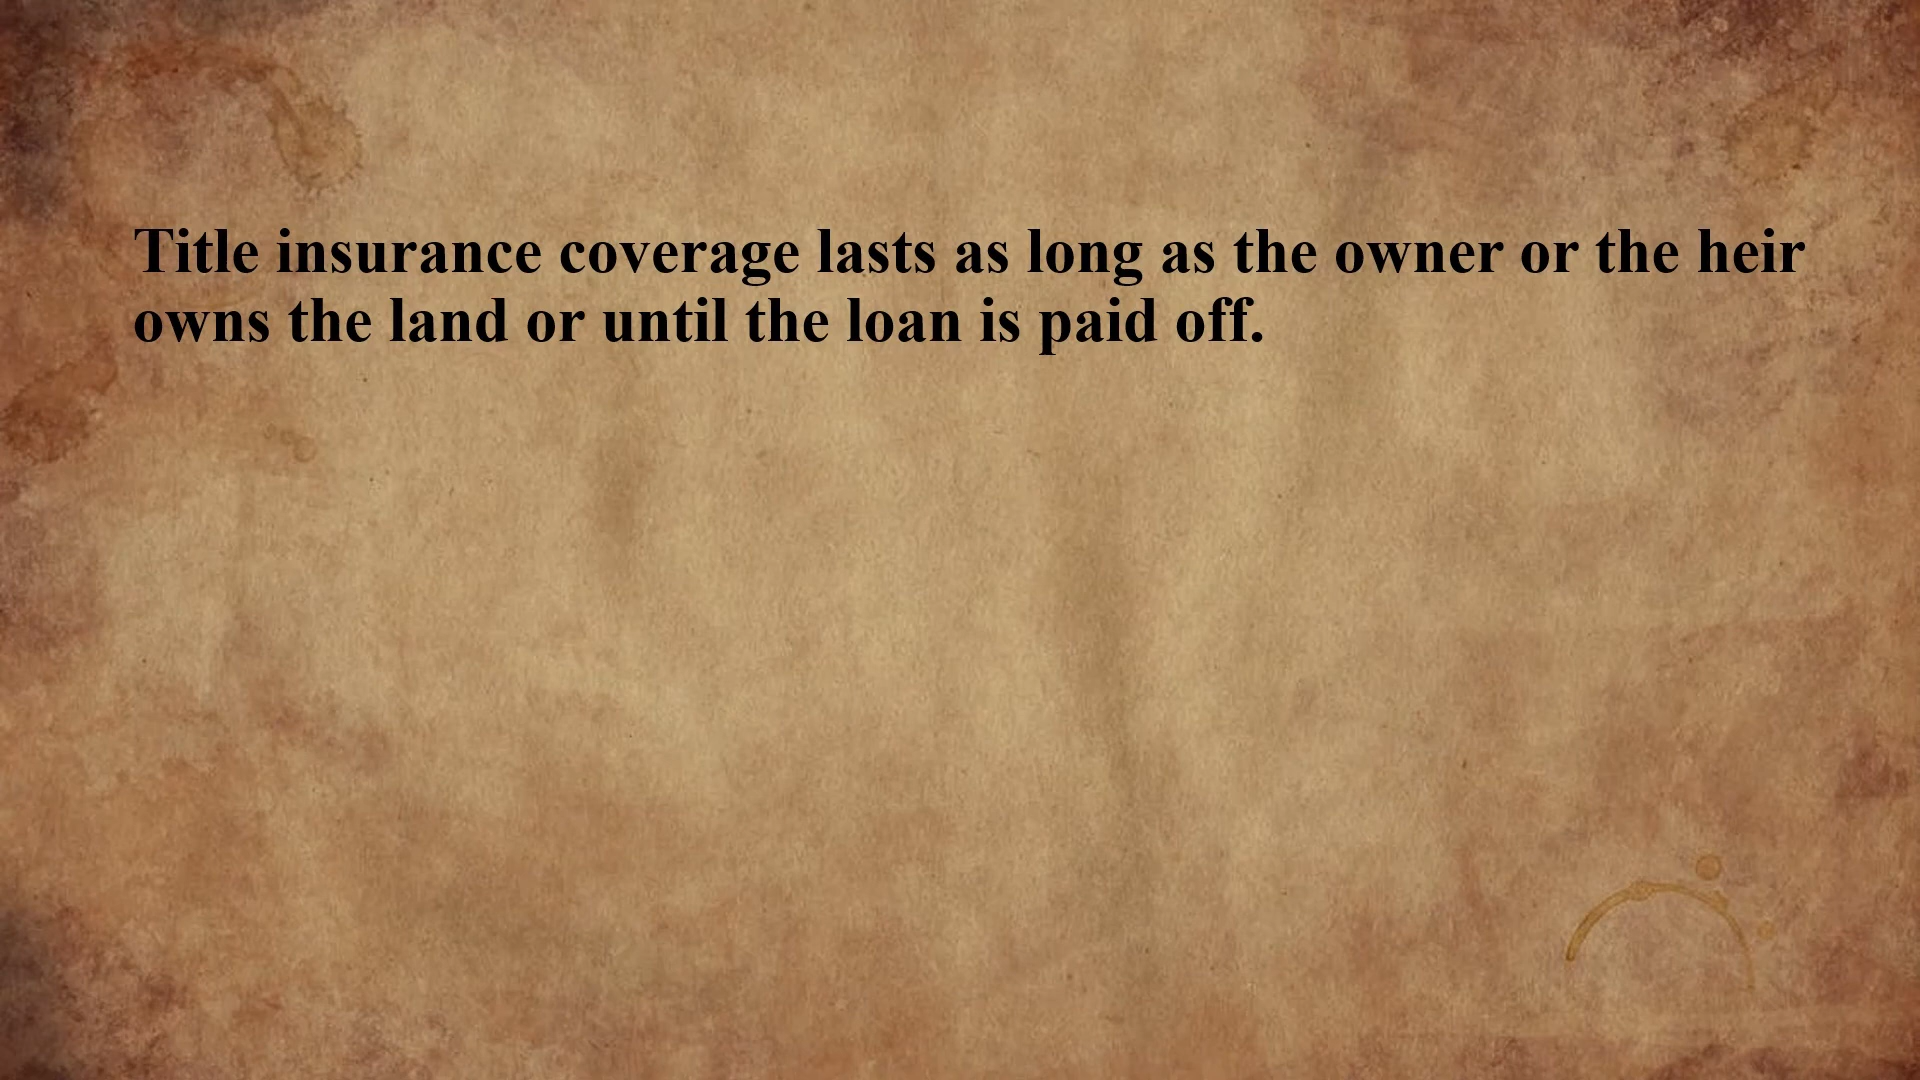 Title insurance coverage lasts as long as the owner or the heir
owns the land or until the loan is paid off.